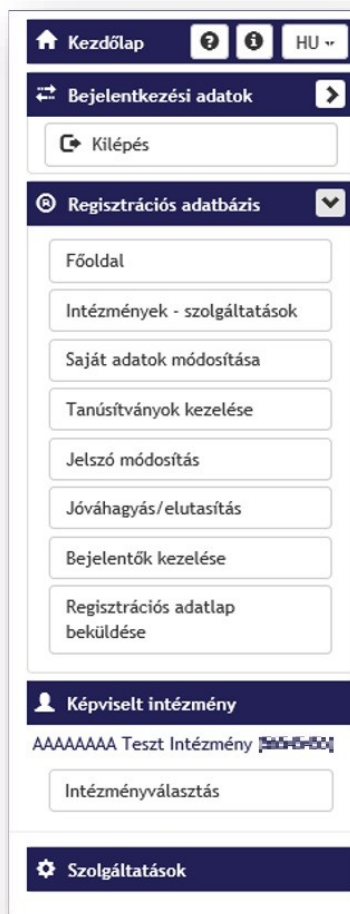 Kezdőlap HU
Bejelentkezési adatok
Kilépés
Regisztrációs adatbázis
Főoldal
Intézmények - szolgáltatások
Saját adatok módosítása
Tanúsítványok kezelése
Jelszó módosítás
Jóváhagyás/elutasítás
Bejelentők kezelése
Regisztrációs adatlap
beküldése
Képviselt intézmény
AAAAAAAA Teszt Intézmény
Intézményválasztás
Szolgáltatások